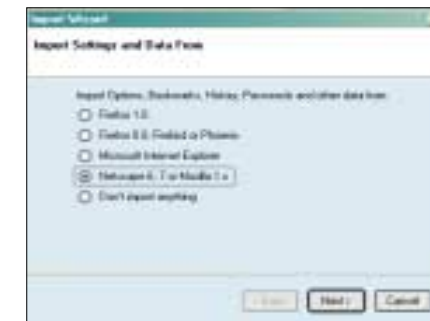 Import Wizard
Import Settings and Data From
Import Options, Bookmarks, History, Passwords and other data from:
Firefox 1.0
Firefox 0.8, Firebird or Phoenix
Microsoft Internet Explorer
Netscape 6, 7 or Mozilla 1.x
Don't import anything
Next >
Cancel